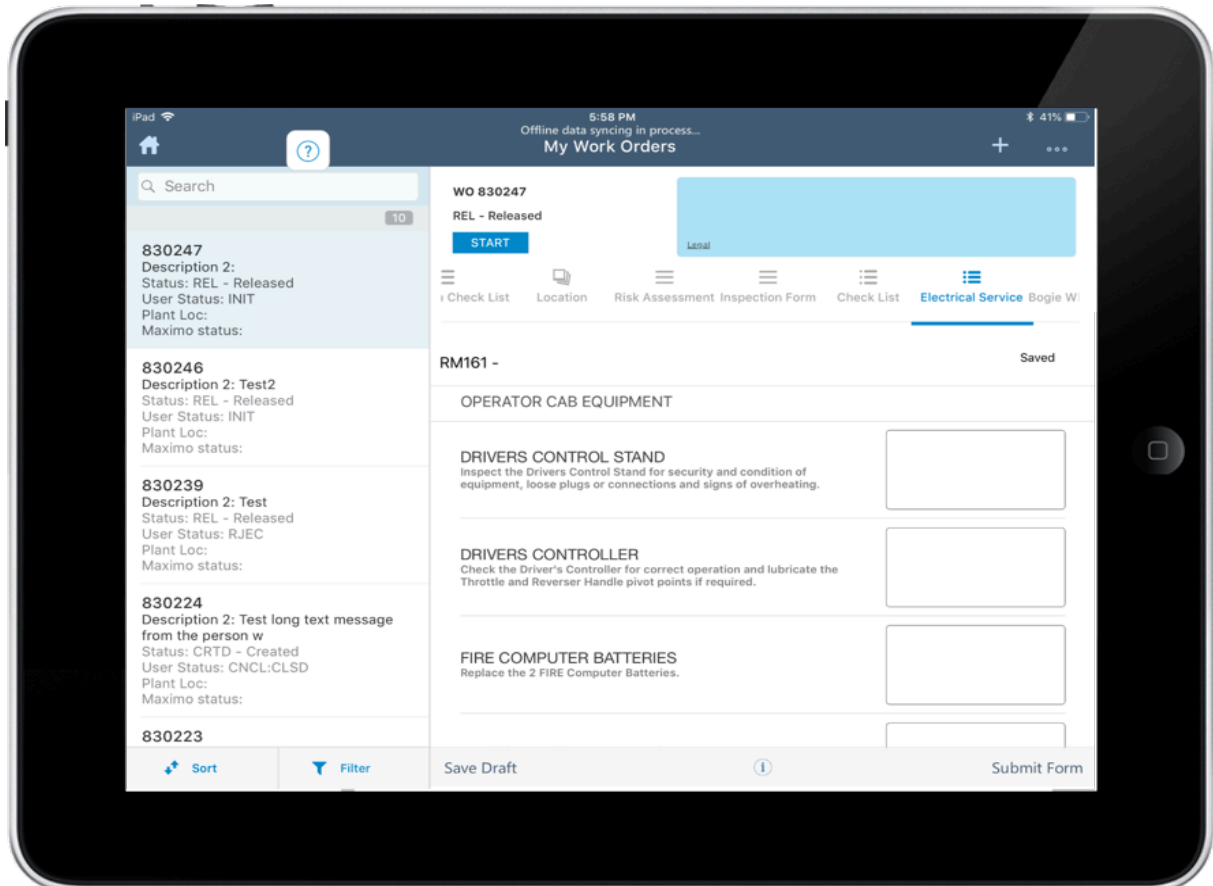 iPad
5:58 PM
41%
Offline data syncing in process...
My Work Orders
?
Search
10
830247
Description 2:
Status: REL - Released
User Status: INIT
Plant Loc:
Maximo status:
830246
Description 2: Test2
Status: REL - Released
User Status: INIT
Plant Loc:
Maximo status:
830239
Description 2: Test
Status: REL - Released
User Status: RJEC
Plant Loc:
Maximo status:
830224
Description 2: Test long text message
from the person w
Status: CRTD - Created
User Status: CNCL:CLSD
Plant Loc:
Maximo status:
830223
Sort
Filter
WO 830247
REL - Released
START
Legal
Check List
Location
Risk Assessment
Inspection Form
Check List
Electrical Service
Bogie W
RM161 -
Saved
OPERATOR CAB EQUIPMENT
DRIVERS CONTROL STAND
Inspect the Drivers Control Stand for security and condition of
equipment, loose plugs or connections and signs of overheating.
DRIVERS CONTROLLER
Check the Driver's Controller for correct operation and lubricate the
Throttle and Reverser Handle pivot points if required.
FIRE COMPUTER BATTERIES
Replace the 2 FIRE Computer Batteries.
Save Draft
i
Submit Form